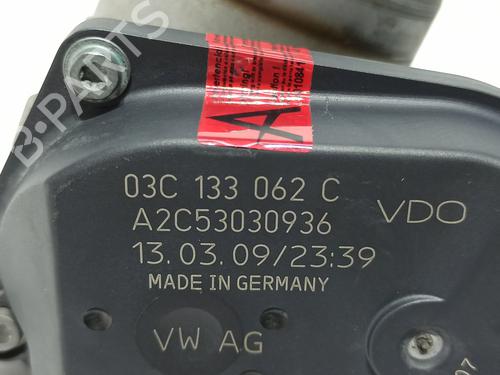 B-PARTS
A
03C 133 062 C
A2C53030936
VDO
13.03.09/23:39
MADE IN GERMANY
VW AG